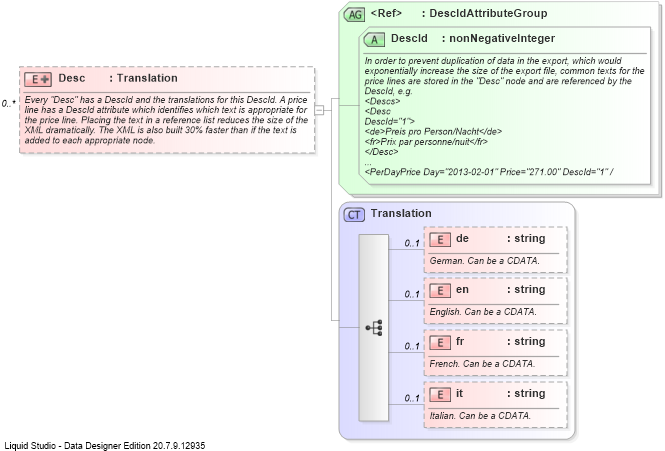 AG <Ref> : DescIdAttributeGroup
A DescId : nonNegativeInteger
In order to prevent duplication of data in the export, which would
exponentially increase the size of the export file, common texts for the
price lines are stored in the "Desc" node and are referenced by the
DescId, e.g.
<Descs>
<Desc
DescId="1">
<de>Preis pro Person/Nacht</de>
<fr>Prix par personne/nuit</fr>
</Desc>
...
<PerDayPrice Day="2013-02-01" Price="271.00" DescId="1" /
0..*
E Desc : Translation
Every "Desc" has a DescId and the translations for this DescId. A price
line has a DescId attribute which identifies which text is appropriate for
the price line. Placing the text in a reference list reduces the size of the
XML dramatically. The XML is also built 30% faster than if the text is
added to each appropriate node.
CT Translation
0..1 E de : string
German. Can be a CDATA.
0..1 E en : string
English. Can be a CDATA.
0..1 E fr : string
French. Can be a CDATA.
0..1 E it : string
Italian. Can be a CDATA.
Liquid Studio - Data Designer Edition 20.7.9.12935